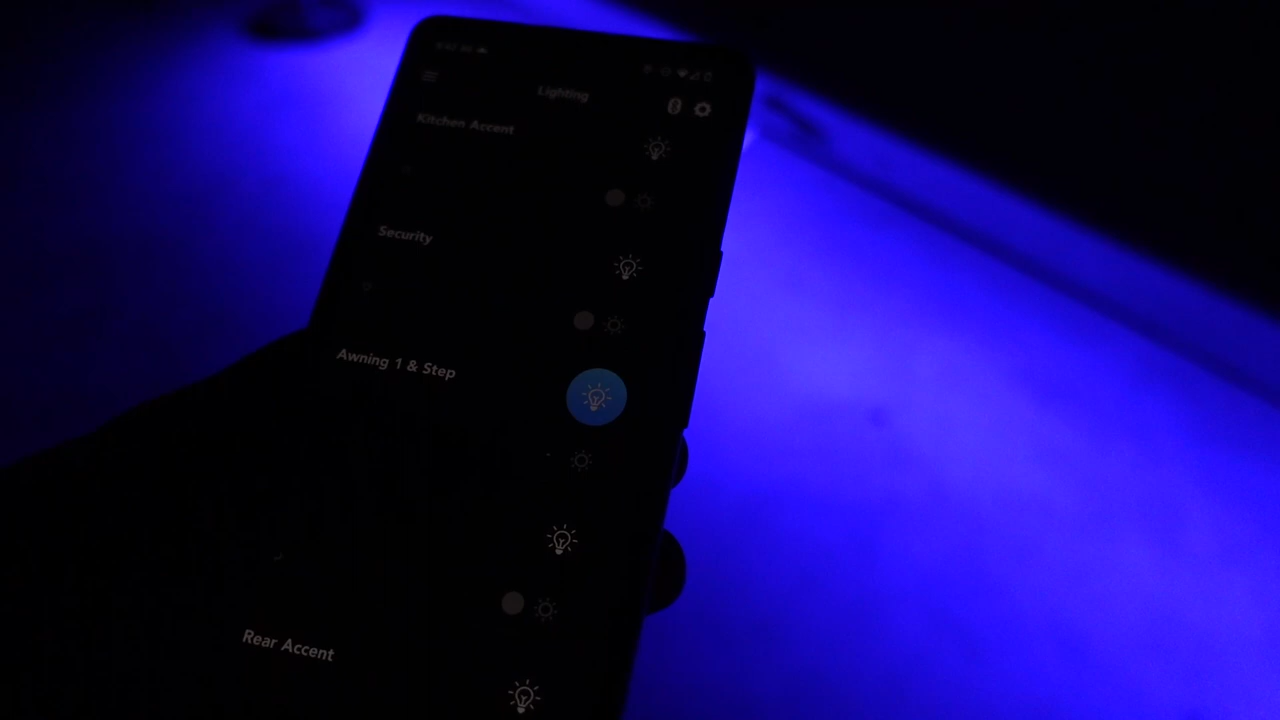 Lighting
Kitchen Accent
Security
Awning 1 & Step
Rear Accent